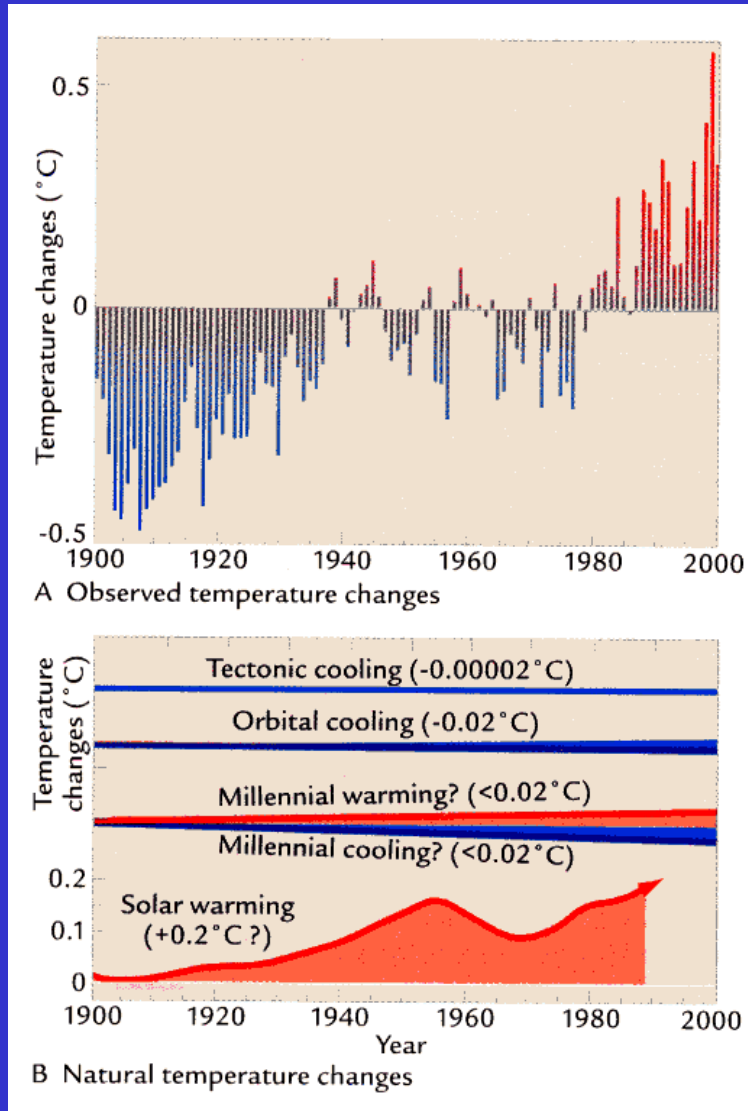 Temperature changes (˚C)
0.5
0
-0.5
1900 1920 1940 1960 1980 2000
A Observed temperature changes
Temperature
changes (˚C)
Tectonic cooling (-0.00002˚C)
Orbital cooling (-0.02˚C)
Millennial warming? (<0.02˚C)
Millennial cooling? (<0.02˚C)
Solar warming
(+0.2˚C ?)
0.2
0.1
0
1900 1920 1940 1960 1980 2000
Year
B Natural temperature changes